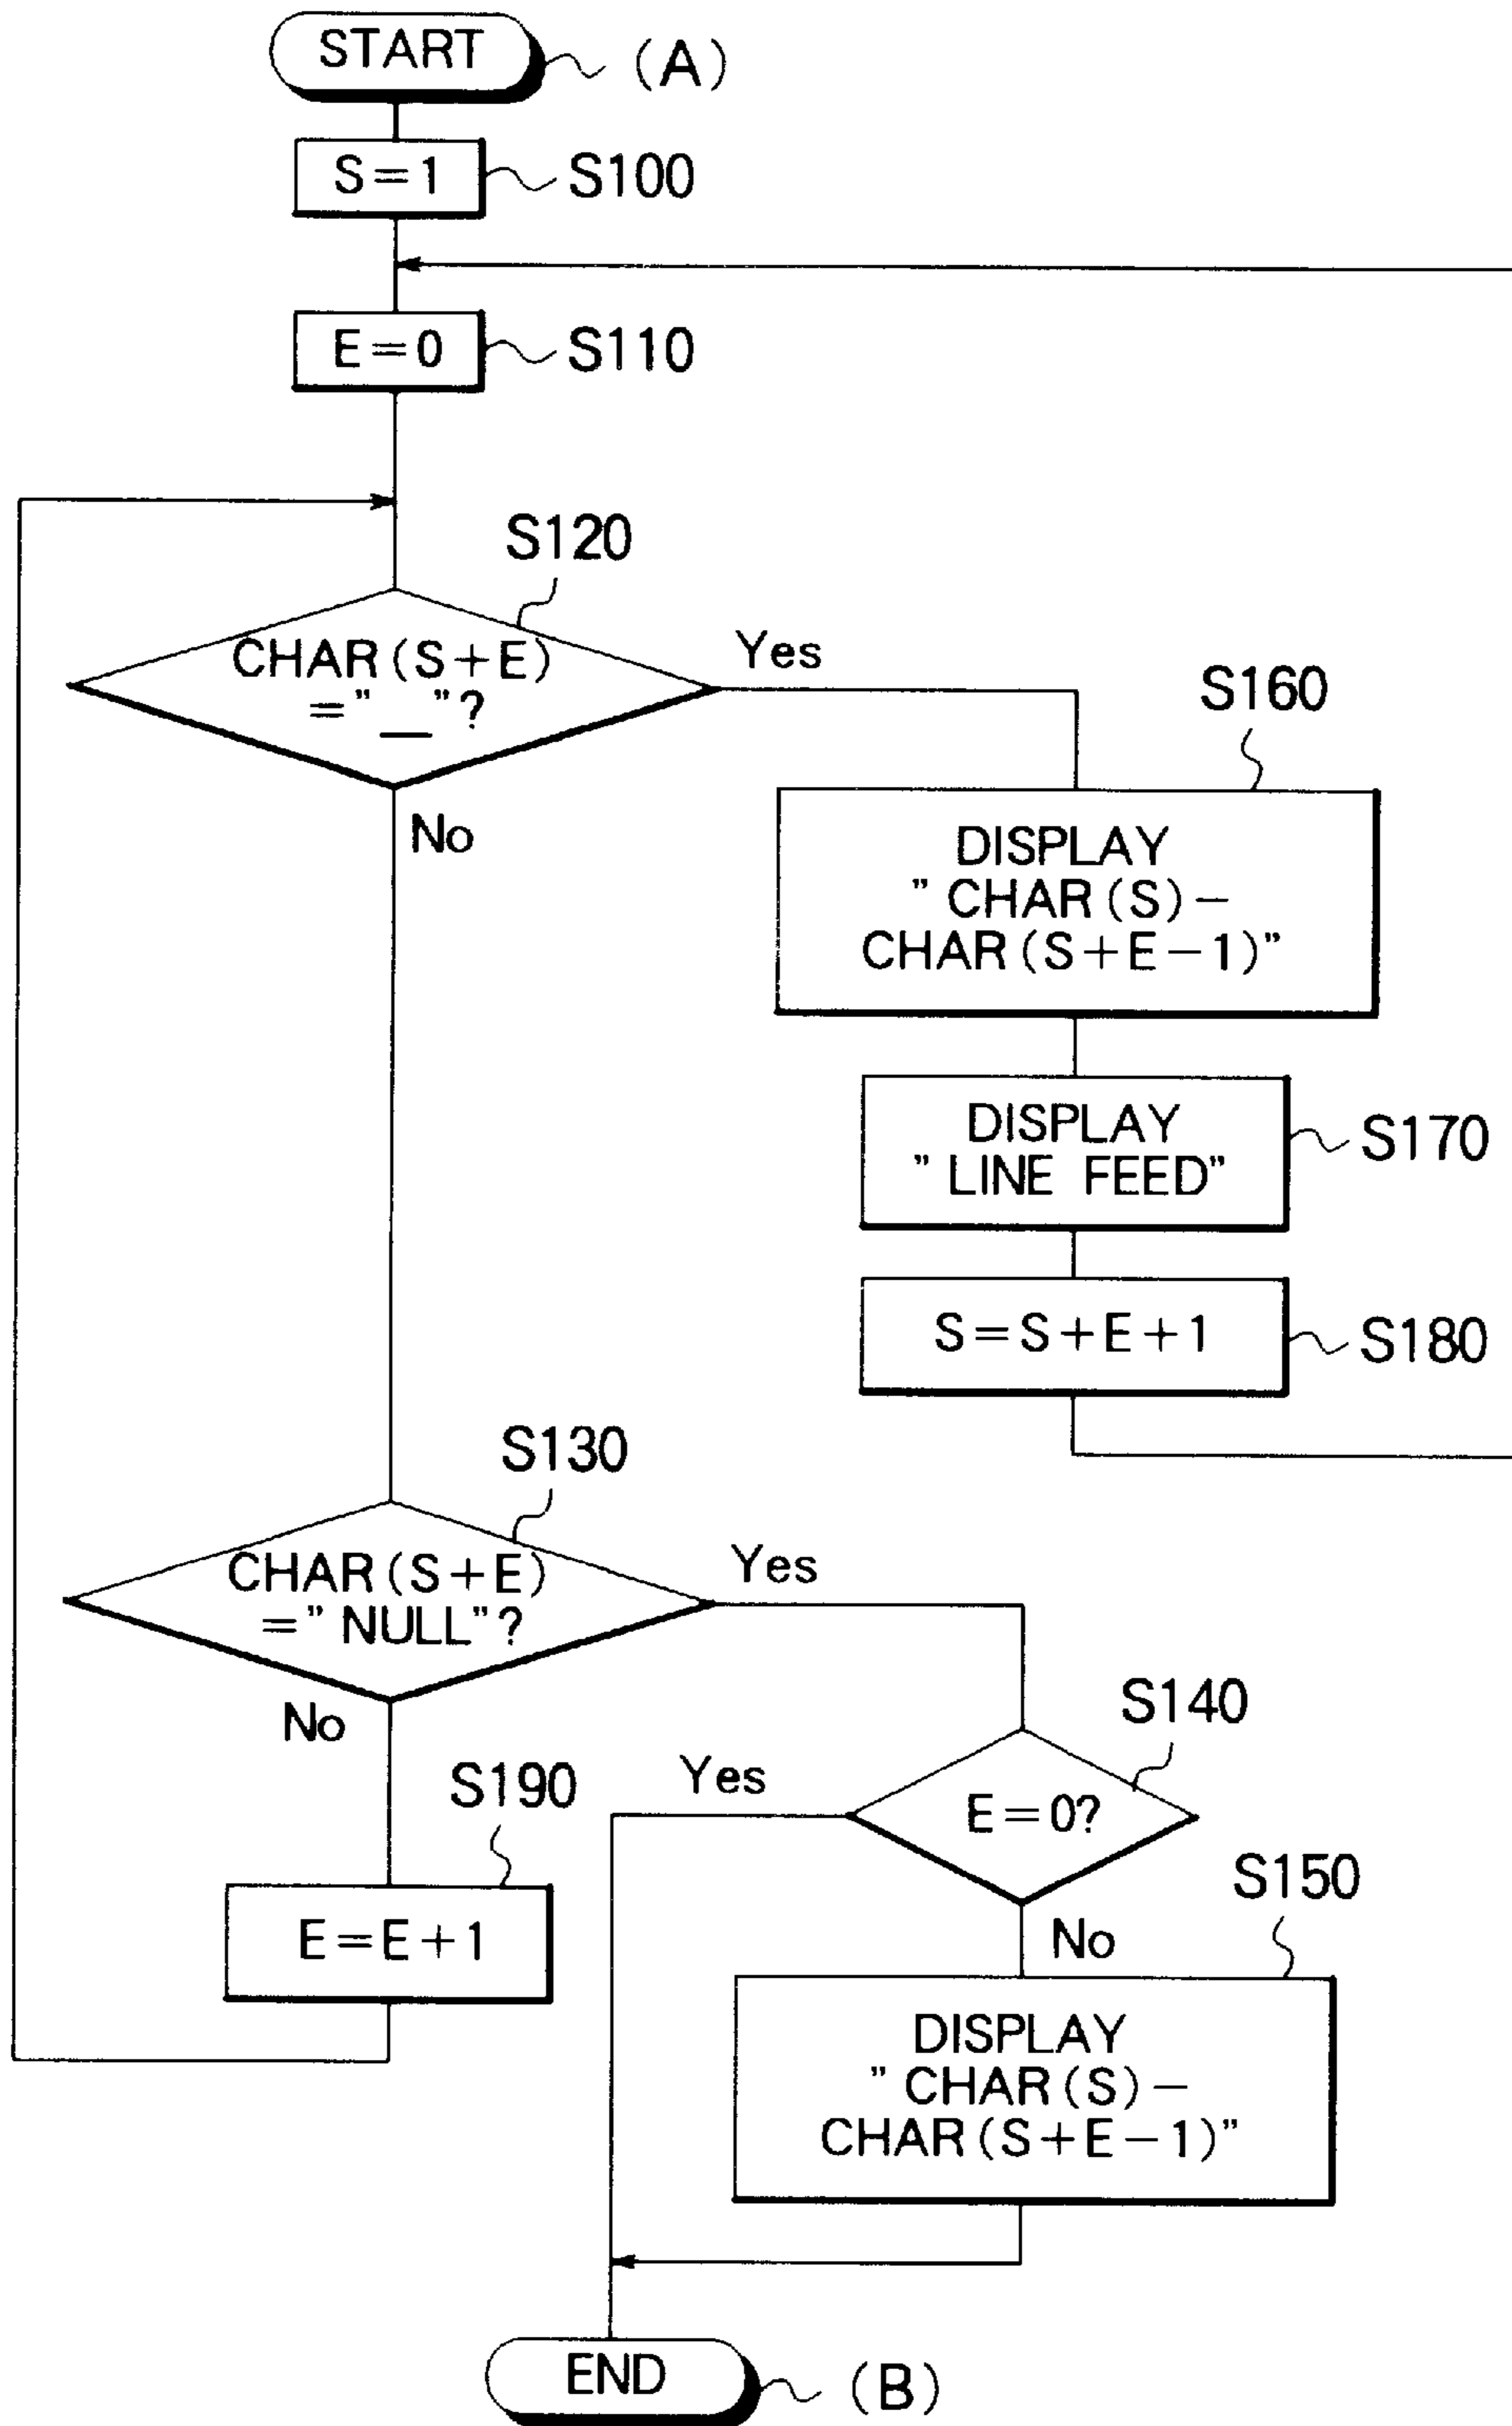 START
(A)
S=1
S100
E=0
S110
S120
CHAR(S+E)
="_"?
Yes
No
S160
DISPLAY
"CHAR(S)-
CHAR(S+E-1)"
DISPLAY
"LINE FEED"
S170
S=S+E+1
S180
S130
CHAR(S+E)
="NULL"?
Yes
No
S140
E=0?
Yes
No
S190
E=E+1
S150
DISPLAY
"CHAR(S)-
CHAR(S+E-1)"
END
(B)